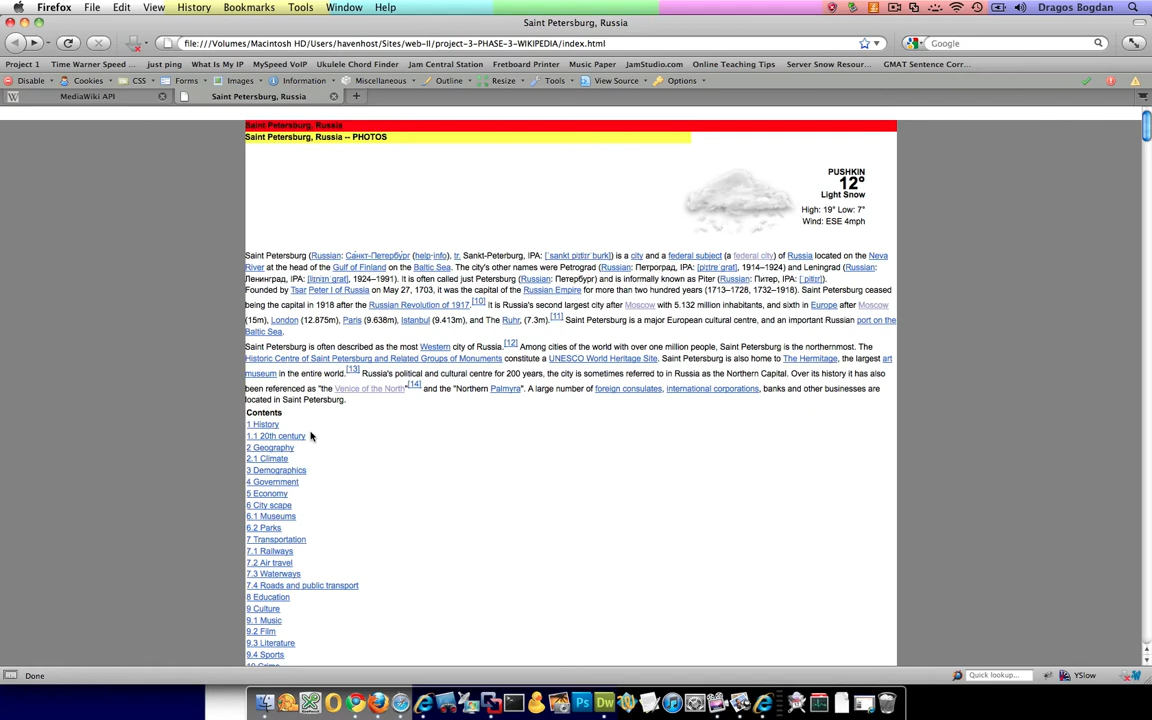 Firefox File Edit View History Bookmarks Tools Window Help Dragos Bogdan
Saint Petersburg, Russia
file:///Volumes/Macintosh HD/Users/havenhost/Sites/web-II/project-3-PHASE-3-WIKIPEDIA/index.html Google
Project 1 Time Warner Speed ... just ping What Is My IP MySpeed VoIP Ukulele Chord Finder Jam Central Station Fretboard Printer Music Paper JamStudio.com Online Teaching Tips Server Snow Resour... GMAT Sentence Corr...
Disable Cookies CSS Forms Images Information Miscellaneous Outline Resize Tools View Source Options
MediaWiki API Saint Petersburg, Russia
Saint Petersburg, Russia
Saint Petersburg, Russia -- PHOTOS
PUSHKIN
12°
Light Snow
High: 19° Low: 7°
Wind: ESE 4mph
Saint Petersburg (Russian: Санкт-Петербу́рг (help·info), tr. Sankt-Peterburg, IPA: ) is a city and a federal subject (a federal city) of Russia located on the Neva
River at the head of the Gulf of Finland on the Baltic Sea. The city's other names were Petrograd (Russian: Петроград, IPA: 1914–1924) and Leningrad (Russian:
Ленинград, IPA: 1924–1991). It is often called just Petersburg (Russian: Петербург) and is informally known as Piter (Russian: Питер, IPA: ).
Founded by Tsar Peter I of Russia on May 27, 1703, it was the capital of the Russian Empire for more than two hundred years (1713–1728, 1732–1918). Saint Petersburg ceased
being the capital in 1918 after the Russian Revolution of 1917.[10] It is Russia's second largest city after Moscow with 5.132 million inhabitants, and sixth in Europe after Moscow
(15m), London (12.875m), Paris (9.638m), Istanbul (9.413m), and The Ruhr, (7.3m).[11] Saint Petersburg is a major European cultural centre, and an important Russian port on the
Baltic Sea.
Saint Petersburg is often described as the most Western city of Russia.[12] Among cities of the world with over one million people, Saint Petersburg is the northernmost. The
Historic Centre of Saint Petersburg and Related Groups of Monuments constitute a UNESCO World Heritage Site. Saint Petersburg is also home to The Hermitage, the largest art
museum in the entire world.[13] Russia's political and cultural centre for 200 years, the city is sometimes referred to in Russia as the Northern Capital. Over its history it has also
been referenced as "the Venice of the North"[14] and the "Northern Palmyra". A large number of foreign consulates, international corporations, banks and other businesses are
located in Saint Petersburg.
Contents
1 History
1.1 20th century
2 Geography
2.1 Climate
3 Demographics
4 Government
5 Economy
6 City scape
6.1 Museums
6.2 Parks
7 Transportation
7.1 Railways
7.2 Air travel
7.3 Waterways
7.4 Roads and public transport
8 Education
9 Culture
9.1 Music
9.2 Film
9.3 Literature
9.4 Sports
10 Crime
Done Quick lookup... YSlow
Ps Dw